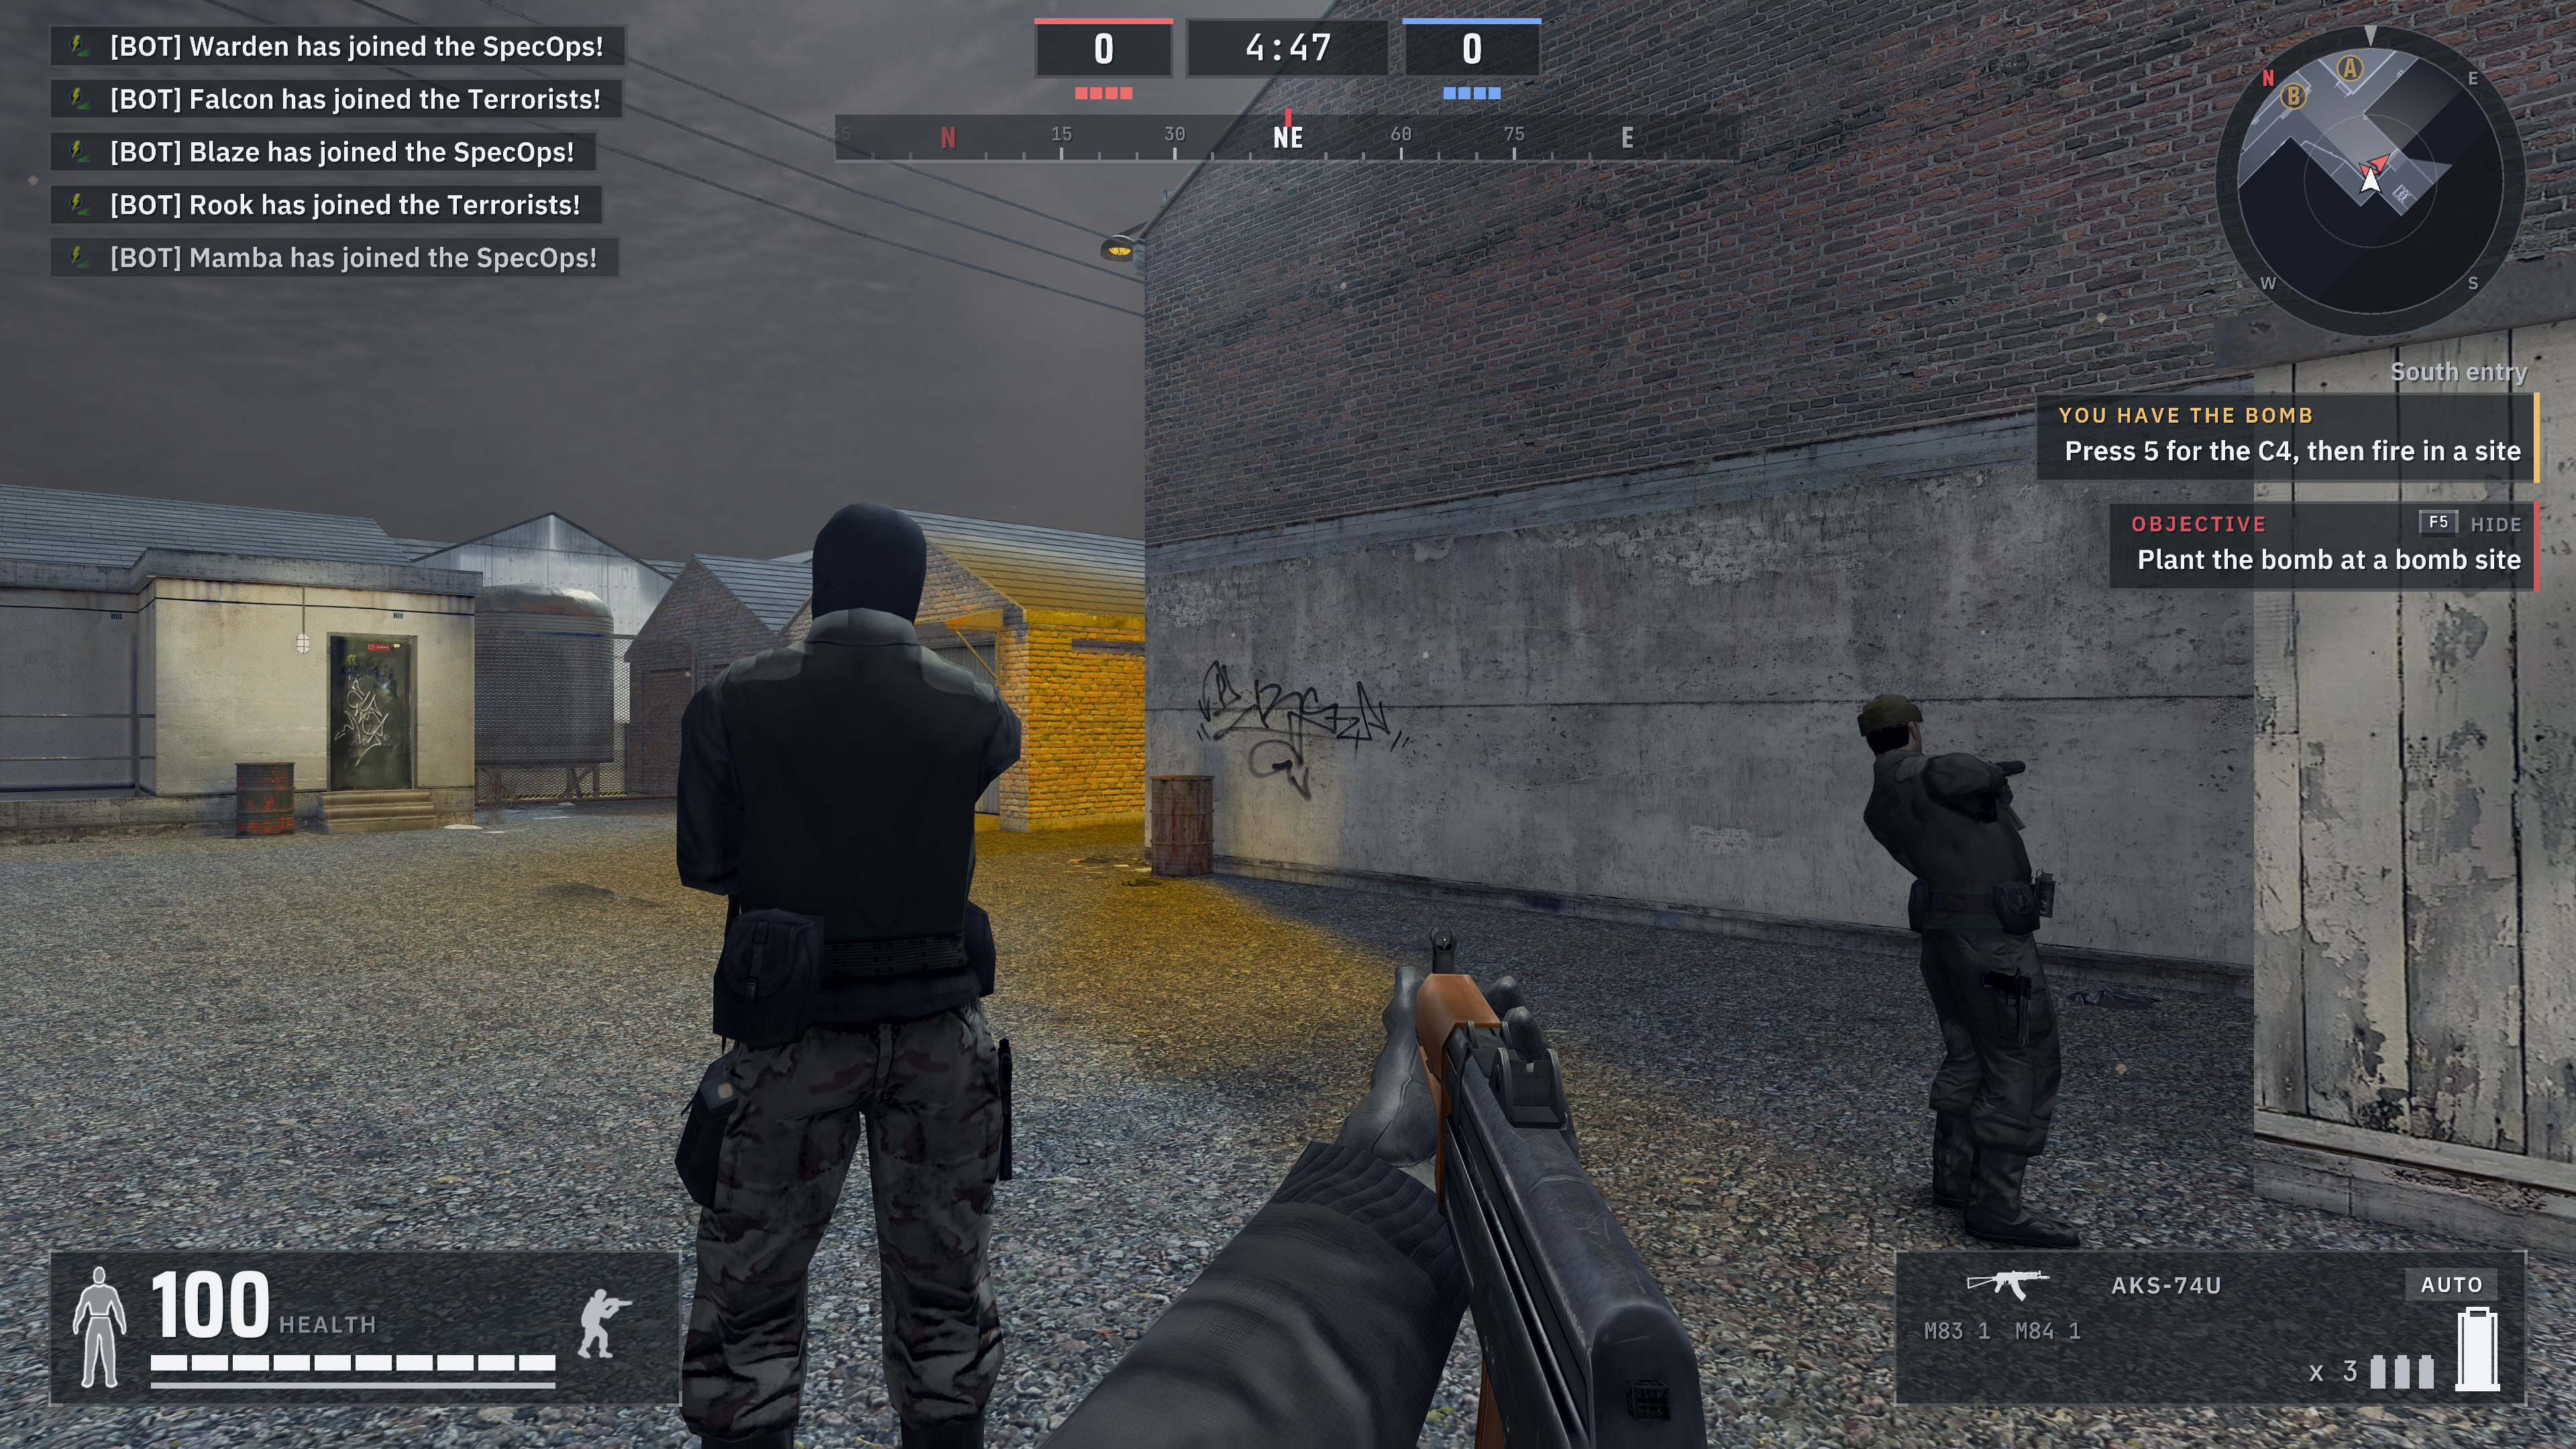 [BOT] Warden has joined the SpecOps!
[BOT] Falcon has joined the Terrorists!
[BOT] Blaze has joined the SpecOps!
[BOT] Rook has joined the Terrorists!
[BOT] Mamba has joined the SpecOps!
0 4:47 0
345 N 15 30 NE 60 75 E
N E S W
A
B
South entry
YOU HAVE THE BOMB
Press 5 for the C4, then fire in a site
OBJECTIVE F5 HIDE
Plant the bomb at a bomb site
100 HEALTH
AKS-74U AUTO
M83 1 M84 1
x 3